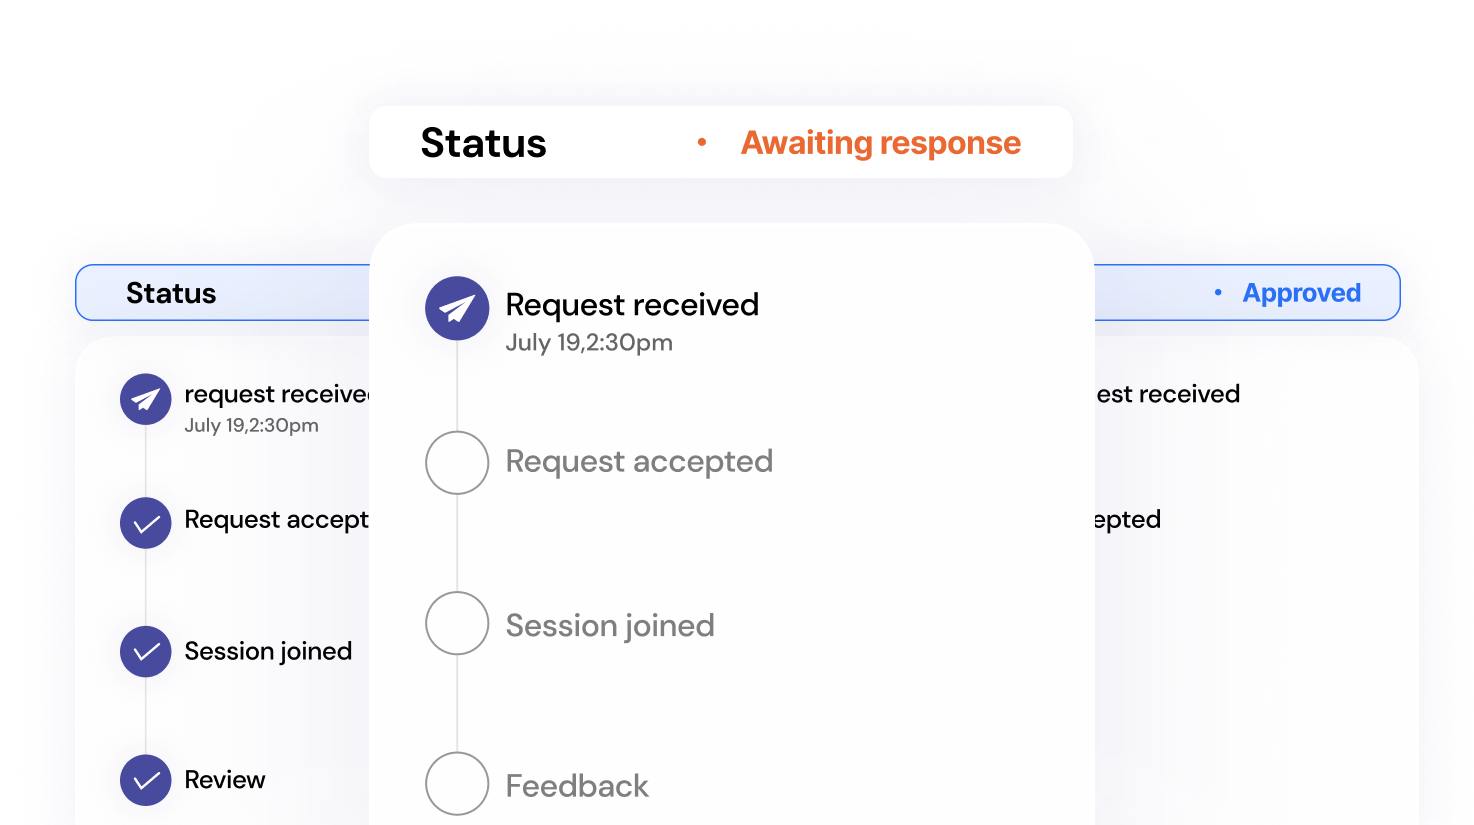 Status
Awaiting response
Request received
July 19,2:30pm
Request accepted
Session joined
Feedback
Status
request receive
July 19,2:30pm
Request accept
Session joined
Review
Approved
est received
epted